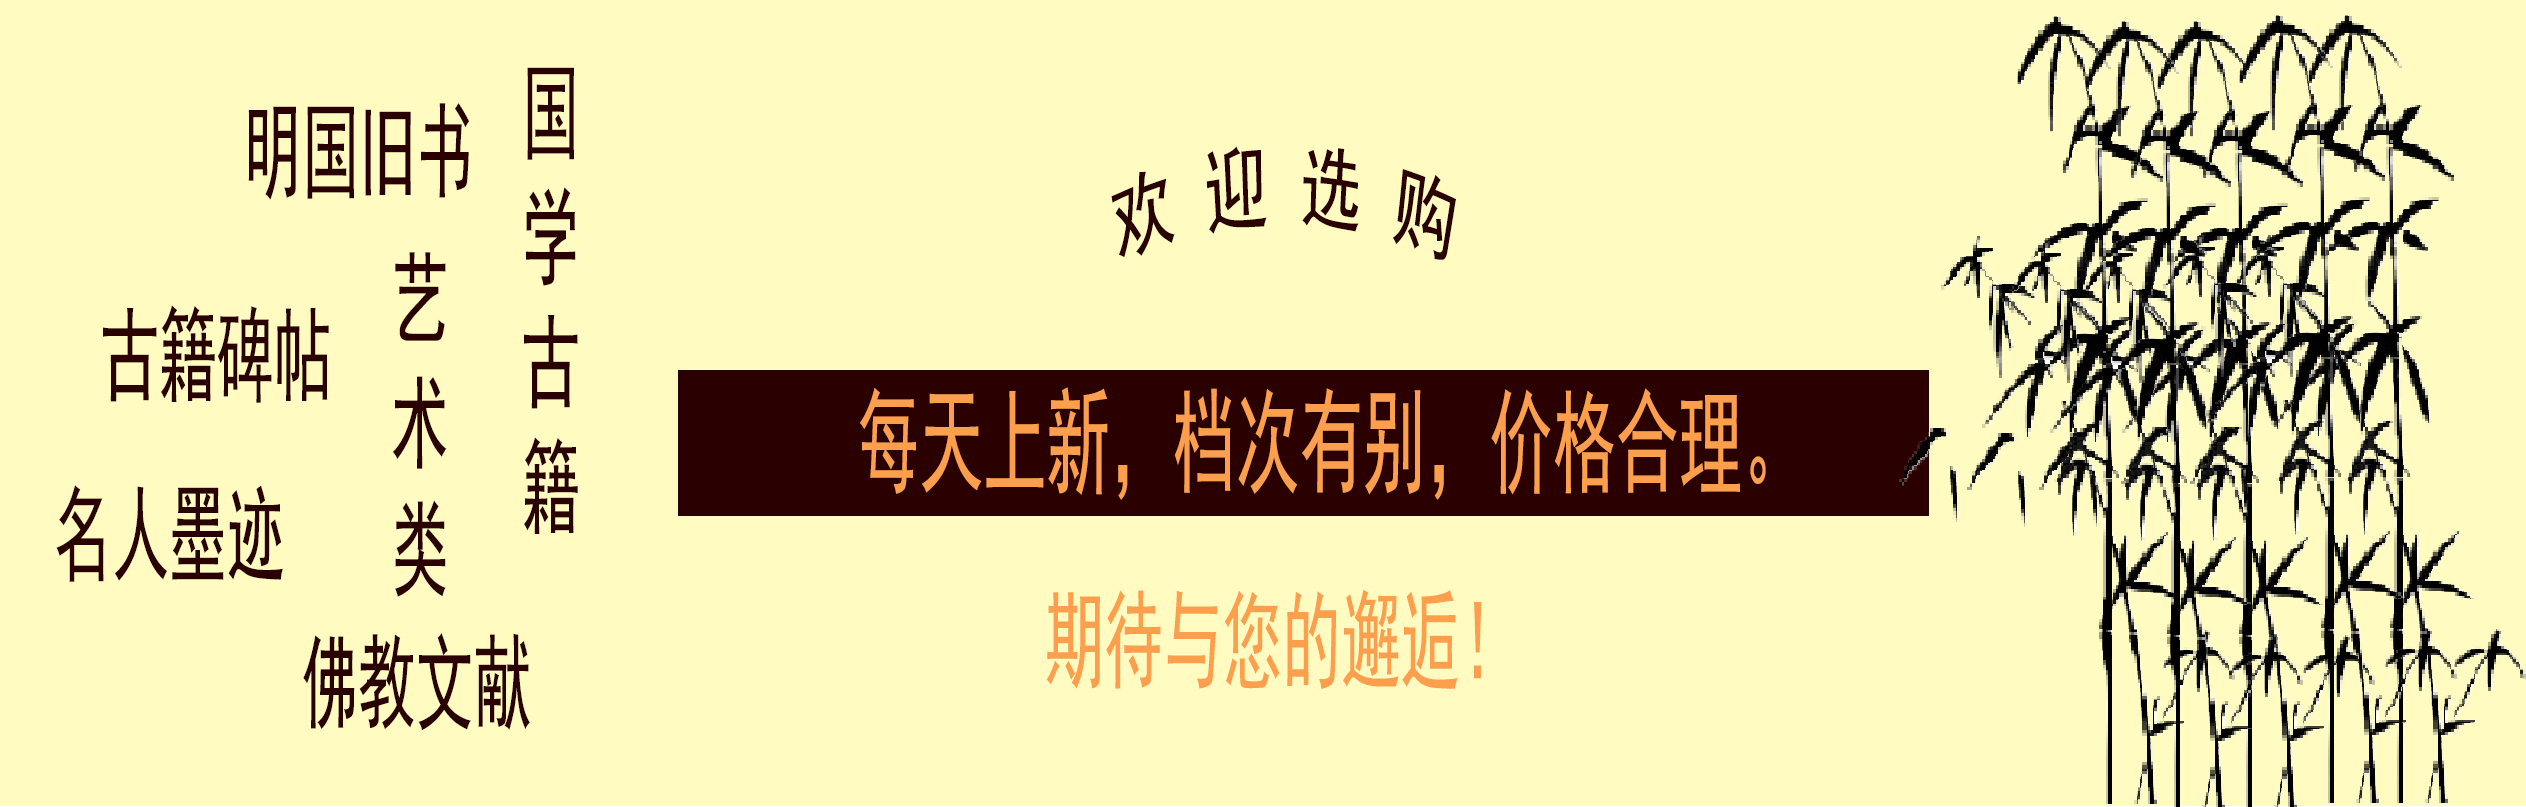 明国旧书
国学古籍
艺术类
古籍碑帖
名人墨迹
佛教文献
欢迎选购
每天上新，档次有别，价格合理。
期待与您的邂逅！